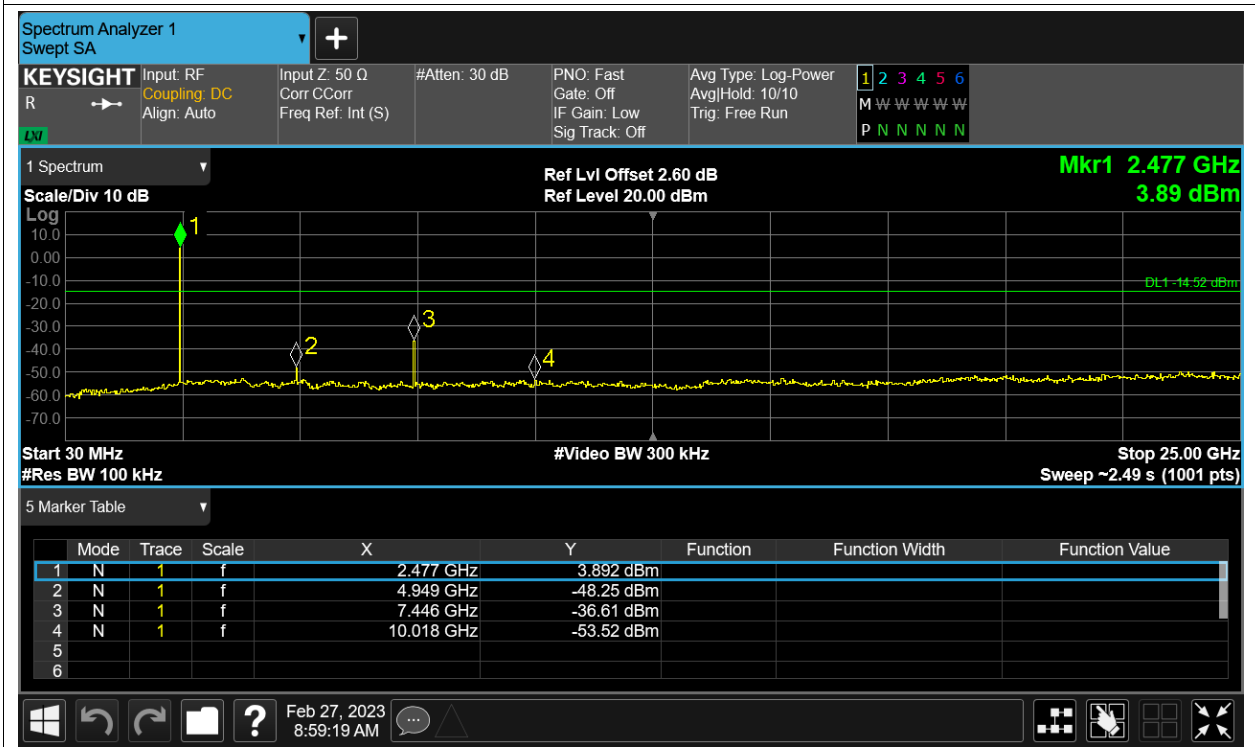 Spectrum Analyzer 1
Swept SA
KEYSIGHT
R
LXI
Input: RF
Coupling: DC
Align: Auto
Input Z: 50 Ω
Corr CCorr
Freq Ref: Int (S)
#Atten: 30 dB
PNO: Fast
Gate: Off
IF Gain: Low
Sig Track: Off
Avg Type: Log-Power
Avg|Hold: 10/10
Trig: Free Run
1 2 3 4 5 6
M W W W W W
P N N N N N
1 Spectrum
Scale/Div 10 dB
Ref Lvl Offset 2.60 dB
Ref Level 20.00 dBm
Mkr1 2.477 GHz
3.89 dBm
Log
10.0
0.00
-10.0
-20.0
-30.0
-40.0
-50.0
-60.0
-70.0
1
2
3
4
DL1 -14.52 dBm
Start 30 MHz
#Res BW 100 kHz
#Video BW 300 kHz
Stop 25.00 GHz
Sweep ~2.49 s (1001 pts)
5 Marker Table
Mode Trace Scale X Y Function Function Width Function Value
1 N 1 f 2.477 GHz 3.892 dBm
2 N 1 f 4.949 GHz -48.25 dBm
3 N 1 f 7.446 GHz -36.61 dBm
4 N 1 f 10.018 GHz -53.52 dBm
5
6
?
Feb 27, 2023
8:59:19 AM